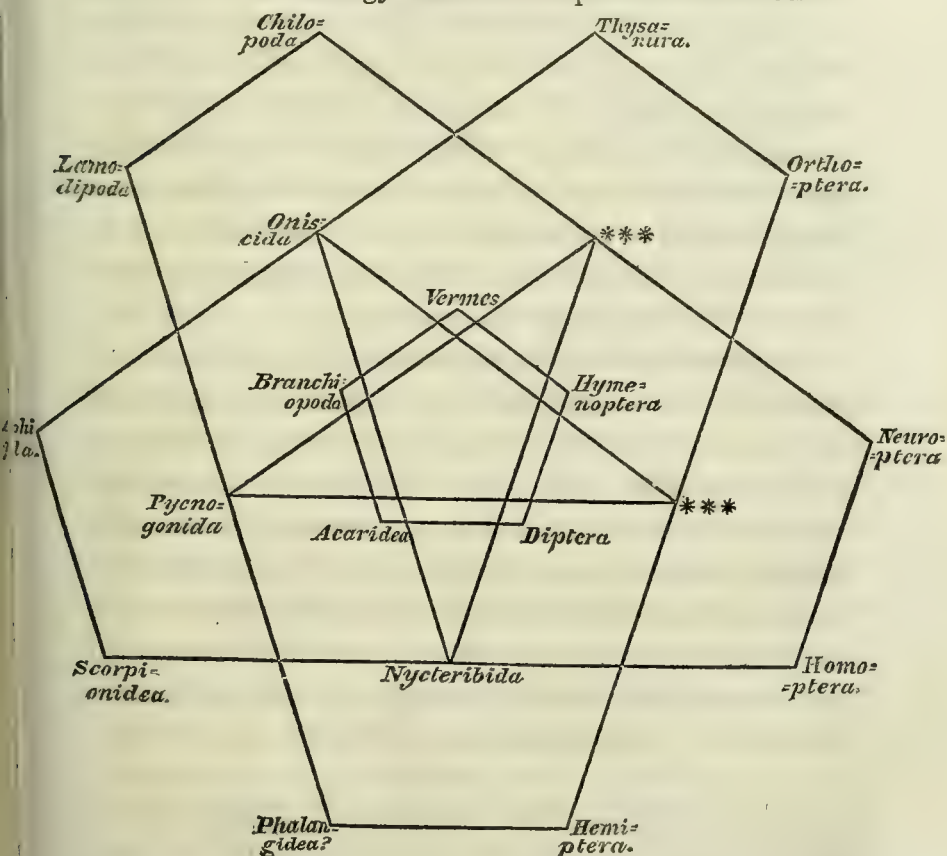 Chilo=
poda.
Thysa=
nura.
Lamo=
dipoda
Ortho=
=ptera.
Onis=
cida
***
Vermes
Branchi=
opoda
Hyme=
noptera
Neuro=
=ptera
Pycno=
gonida
***
Acaridea
Diptera
Scorpi=
onidea.
Nycteribida
Homo=
=ptera.
Phalan=
gidea?
Hemi=
ptera.